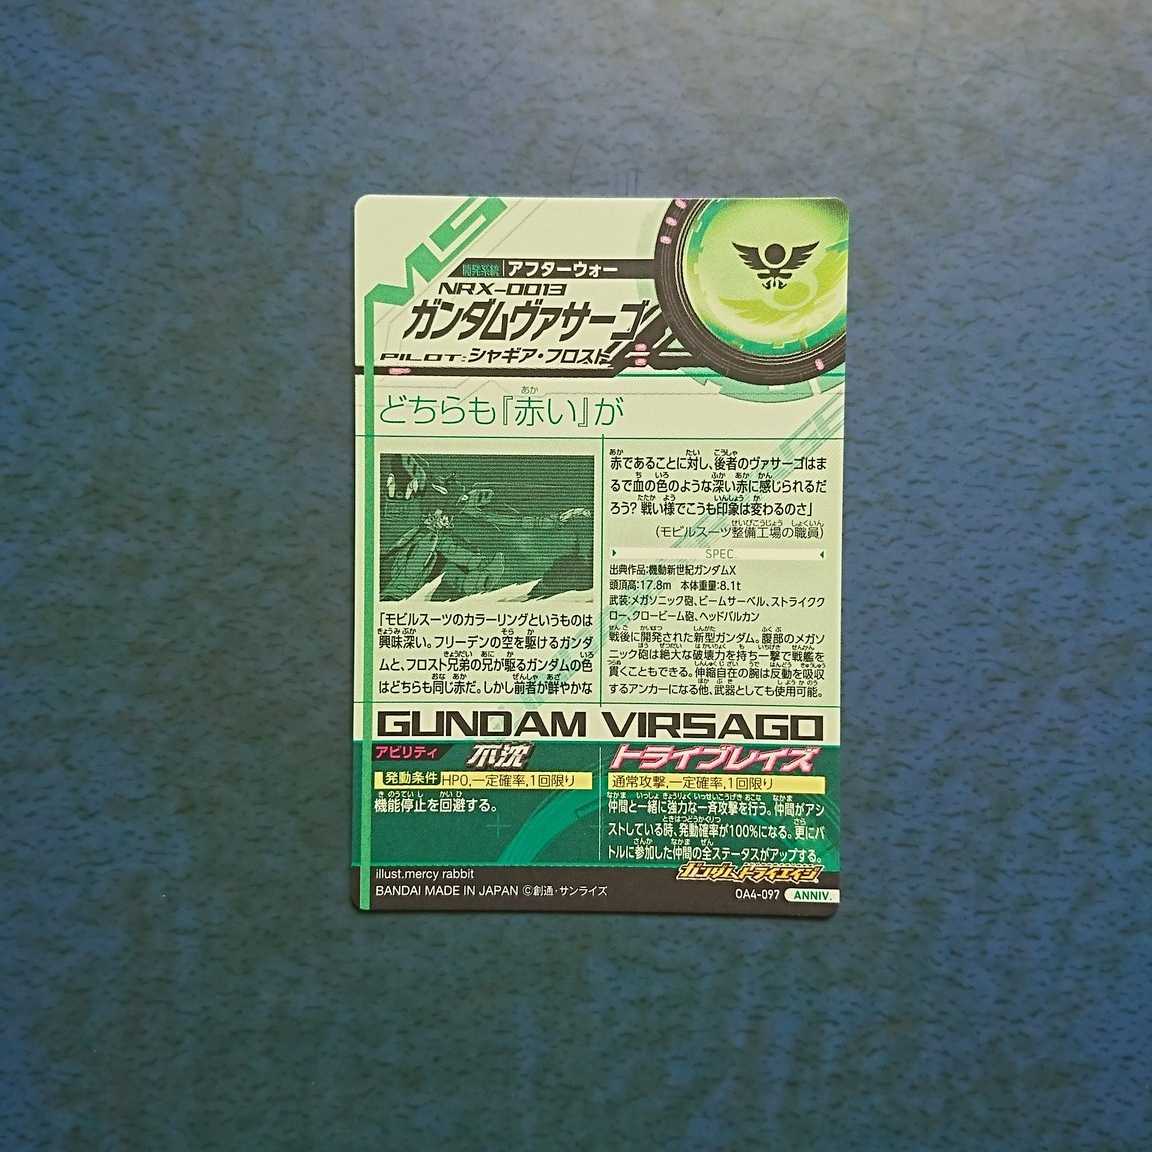 MS
開発系統 アフターウォー
NRX-0013
ガンダムヴァサーゴ
PILOT: シャギア・フロスト
どちらも『赤い』が
「モビルスーツのカラーリングというものは
興味深い。フリーデンの空を駆けるガンダ
ムと、フロスト兄弟の兄が駆るガンダムの色
はどちらも同じ赤だ。しかし前者が鮮やかな
赤であることに対し、後者のヴァサーゴはま
るで血の色のような深い赤に感じられるだ
ろう? 戦い様でこうも印象は変わるのさ」
(モビルスーツ整備工場の職員)
SPEC
出典作品:機動新世紀ガンダムX
頭頂高:17.8m 本体重量:8.1t
武装:メガソニック砲、ビームサーベル、ストライクク
ロー、クロービーム砲、ヘッドバルカン
戦後に開発された新型ガンダム。腹部のメガソ
ニック砲は絶大な破壊力を持ち一撃で戦艦を
貫くこともできる。伸縮自在の腕は反動を吸収
するアンカーになる他、武器としても使用可能。
GUNDAM VIRSAGO
アビリティ 不沈
発動条件 HP0,一定確率,1回限り
機能停止を回避する。
トライブレイズ
通常攻撃,一定確率,1回限り
仲間と一緒に強力な一斉攻撃を行う。仲間がアシ
ストしている時、発動確率が100%になる。更にバ
トルに参加した仲間の全ステータスがアップする。
illust.mercy rabbit
ガンダムトライエイジ
BANDAI MADE IN JAPAN ©創通・サンライズ
OA4-097 ANNIV.